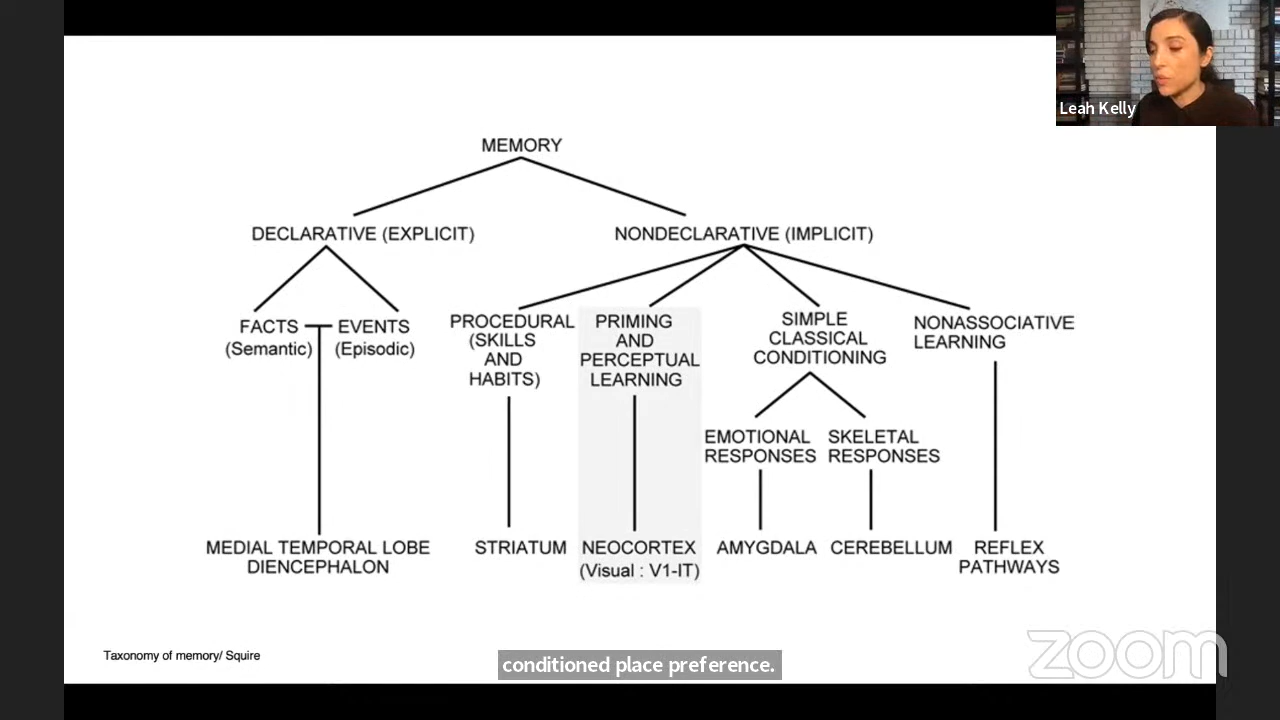 Leah Kelly
MEMORY
DECLARATIVE (EXPLICIT)
NONDECLARATIVE (IMPLICIT)
FACTS
(Semantic)
EVENTS
(Episodic)
PROCEDURAL
(SKILLS
AND
HABITS)
PRIMING
AND
PERCEPTUAL
LEARNING
SIMPLE
CLASSICAL
CONDITIONING
NONASSOCIATIVE
LEARNING
EMOTIONAL
RESPONSES
SKELETAL
RESPONSES
MEDIAL TEMPORAL LOBE
DIENCEPHALON
STRIATUM
NEOCORTEX
(Visual : V1-IT)
AMYGDALA
CEREBELLUM
REFLEX
PATHWAYS
Taxonomy of memory/ Squire
conditioned place preference.
zoom